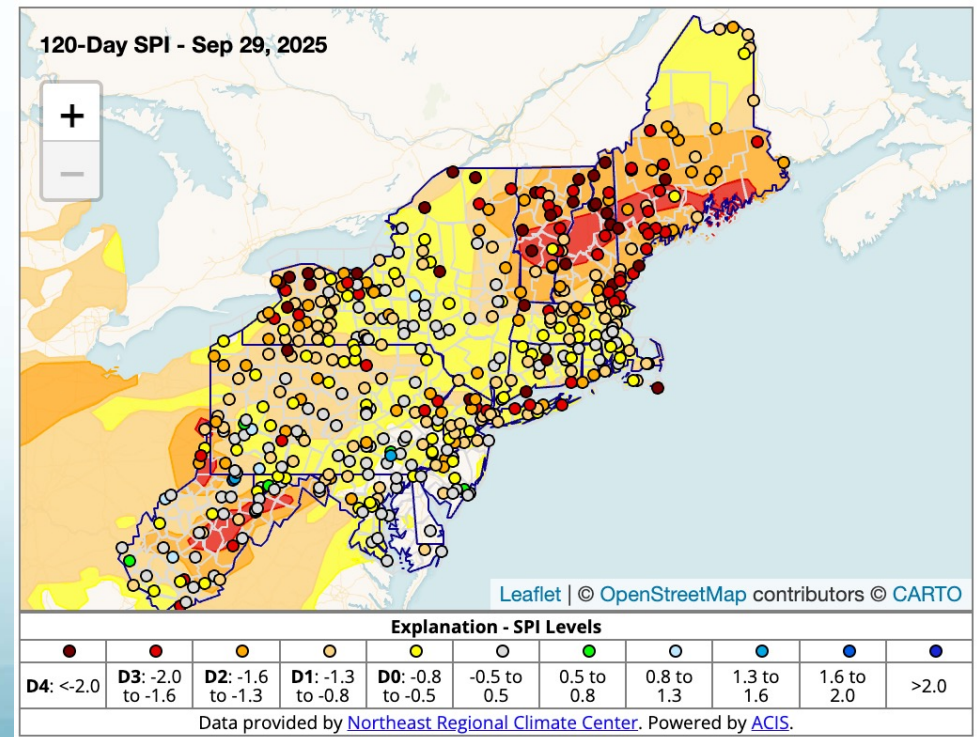 120-Day SPI - Sep 29, 2025
+
−
Leaflet | © OpenStreetMap contributors © CARTO
Explanation - SPI Levels
D4: <-2.0
D3: -2.0 to -1.6
D2: -1.6 to -1.3
D1: -1.3 to -0.8
D0: -0.8 to -0.5
-0.5 to 0.5
0.5 to 0.8
0.8 to 1.3
1.3 to 1.6
1.6 to 2.0
>2.0
Data provided by Northeast Regional Climate Center. Powered by ACIS.